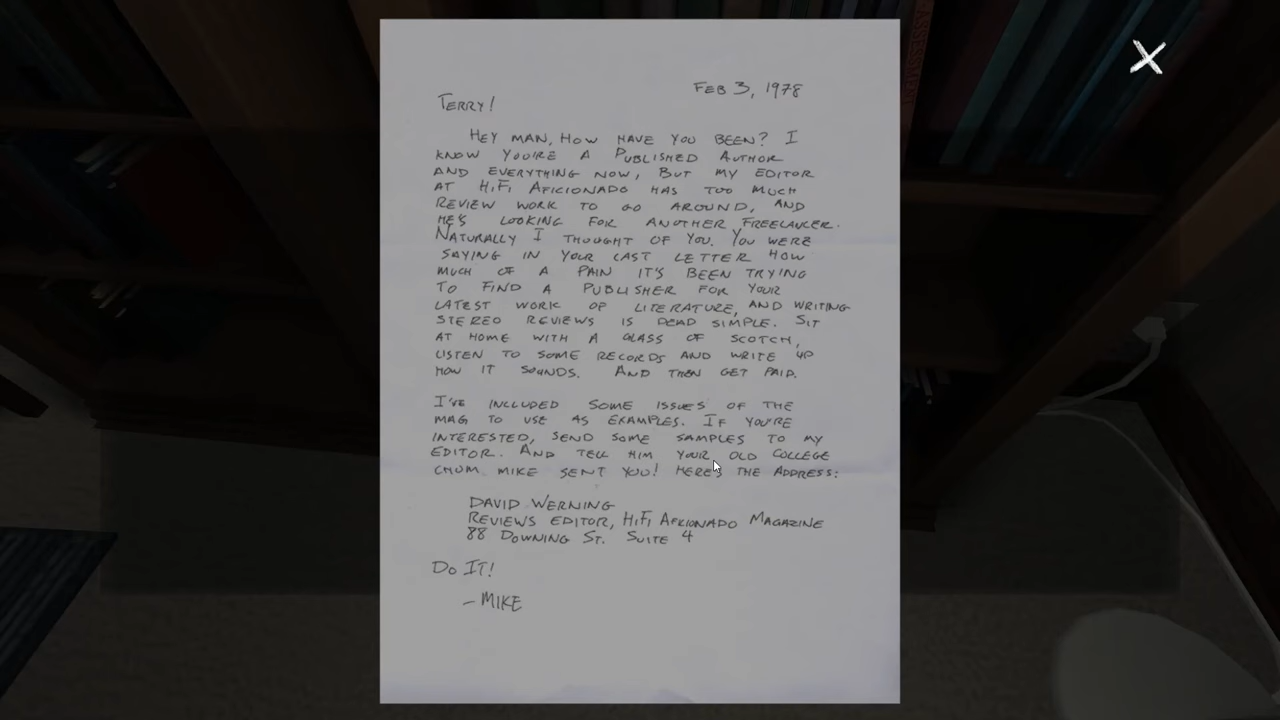 ASSESSMENT
FEB 3, 1978
TERRY!
HEY MAN, HOW HAVE YOU BEEN? I
KNOW YOU'RE A PUBLISHED AUTHOR
AND EVERYTHING NOW, BUT MY EDITOR
AT HIFI AFICIONADO HAS TOO MUCH
REVIEW WORK TO GO AROUND, AND
HE'S LOOKING FOR ANOTHER FREELANCER.
NATURALLY I THOUGHT OF YOU. YOU WERE
SAYING IN YOUR LAST LETTER HOW
MUCH OF A PAIN IT'S BEEN TRYING
TO FIND A PUBLISHER FOR YOUR
LATEST WORK OF LITERATURE, AND WRITING
STEREO REVIEWS IS DEAD SIMPLE. SIT
AT HOME WITH A GLASS OF SCOTCH,
LISTEN TO SOME RECORDS AND WRITE UP
HOW IT SOUNDS. AND THEN GET PAID.
I'VE INCLUDED SOME ISSUES OF THE
MAG TO USE AS EXAMPLES. IF YOU'RE
INTERESTED, SEND SOME SAMPLES TO MY
EDITOR. AND TELL HIM YOUR OLD COLLEGE
CHUM MIKE SENT YOU! HERE'S THE ADDRESS:
DAVID WERNING
REVIEWS EDITOR, HIFI AFICIONADO MAGAZINE
88 DOWNING ST. SUITE 4
DO IT!
- MIKE